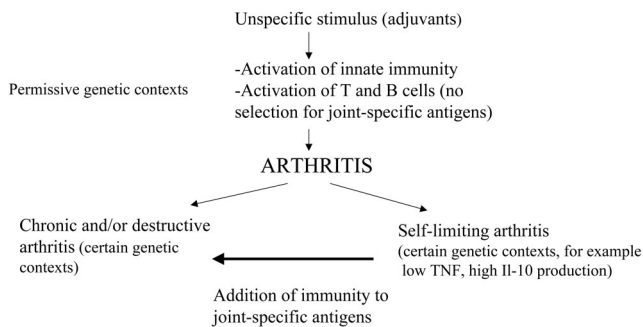 Unspecific stimulus (adjuvants)
-Activation of innate immunity
Permissive genetic contexts
-Activation of T and B cells (no
selection for joint-specific antigens)
ARTHRITIS
Chronic and/or destructive
arthritis (certain genetic
contexts)
Self-limiting arthritis
(certain genetic contexts, for example
low TNF, high Il-10 production)
Addition of immunity to
joint-specific antigens